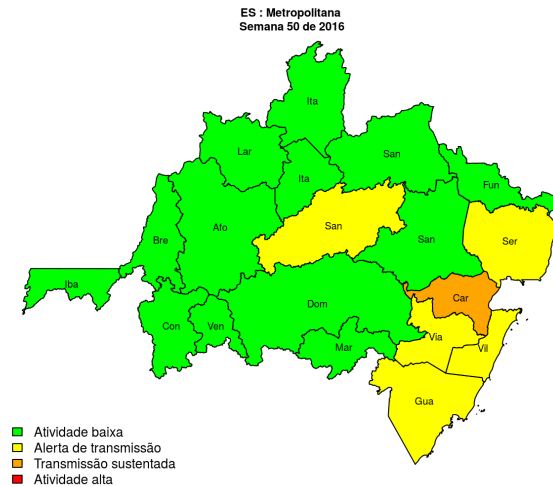 ES : Metropolitana
Semana 50 de 2016
Ita
Lar
San
Ita
Fun
Bre
Afo
San
San
Ser
Iba
Car
Dom
Con
Ven
Via
Mar
Vil
Gua
Atividade baixa
Alerta de transmissão
Transmissão sustentada
Atividade alta